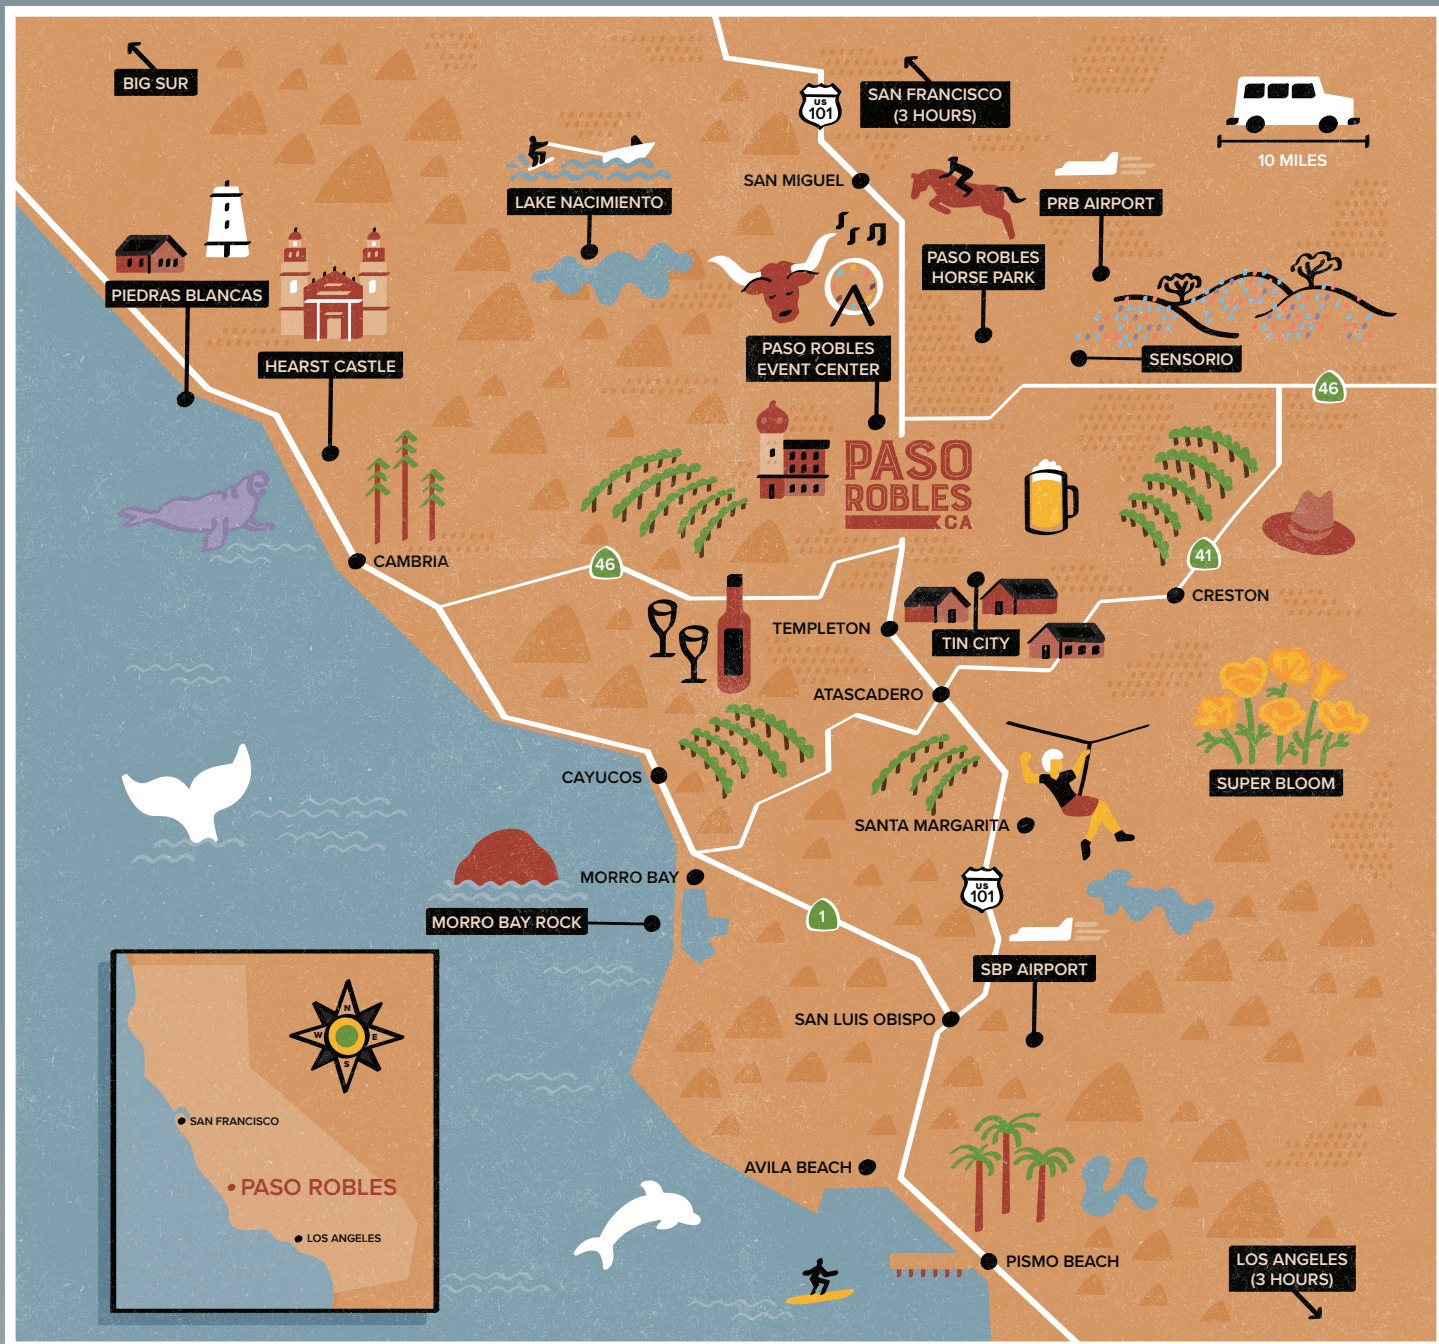 BIG SUR
US
101
SAN FRANCISCO
(3 HOURS)
10 MILES
SAN MIGUEL
LAKE NACIMIENTO
PRB AIRPORT
PASO ROBLES
HORSE PARK
PIEDRAS BLANCAS
HEARST CASTLE
PASO ROBLES
EVENT CENTER
SENSORIO
46
PASO
ROBLES
CA
CAMBRIA
46
41
CRESTON
TEMPLETON
TIN CITY
ATASCADERO
CAYUCOS
SUPER BLOOM
SANTA MARGARITA
MORRO BAY
US
101
MORRO BAY ROCK
1
SBP AIRPORT
SAN LUIS OBISPO
N
W
E
S
SAN FRANCISCO
PASO ROBLES
LOS ANGELES
AVILA BEACH
PISMO BEACH
LOS ANGELES
(3 HOURS)